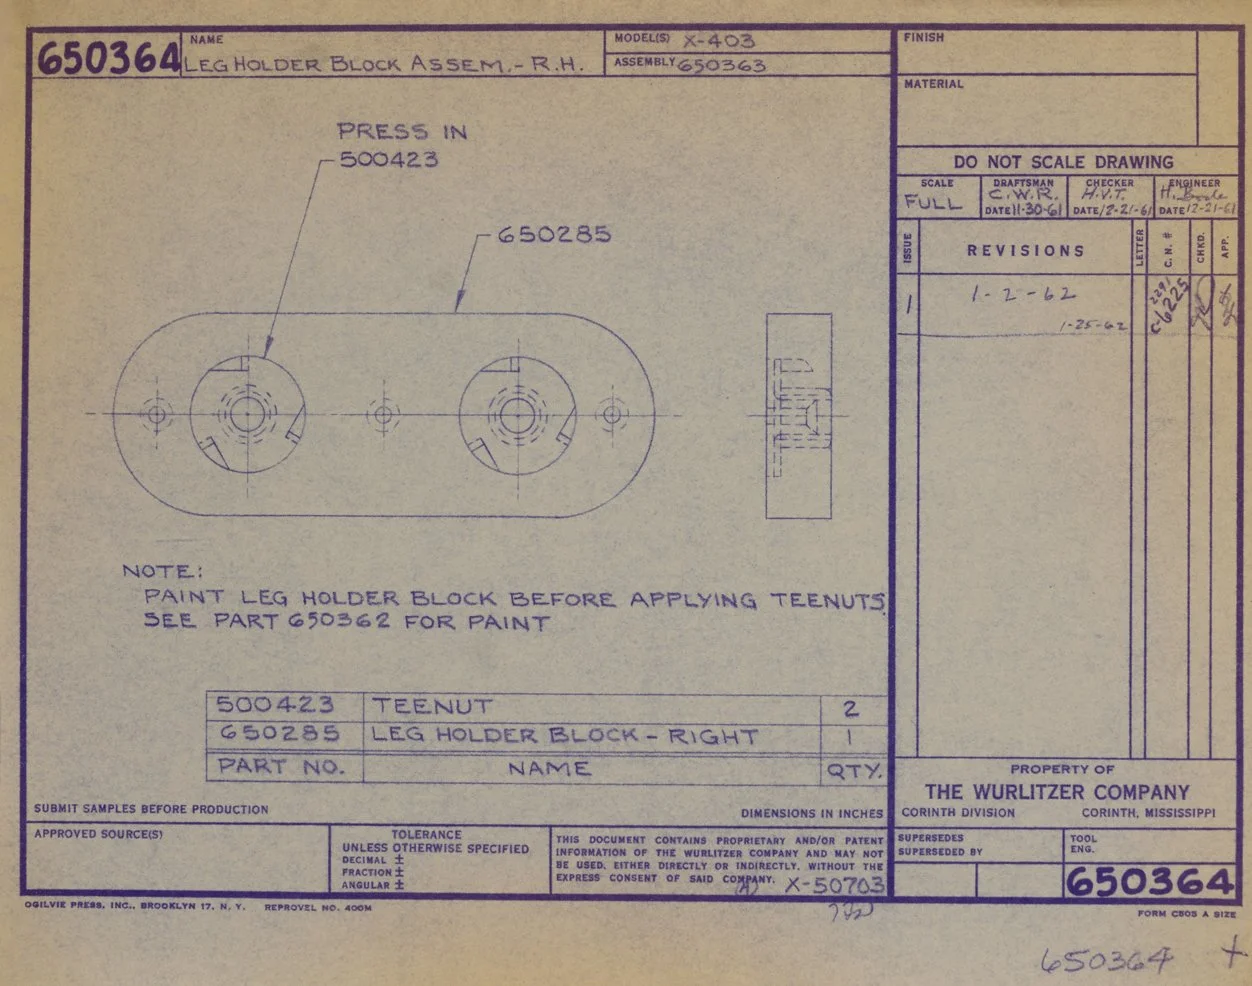 650364
NAME
LEG HOLDER BLOCK ASSEM.- R.H.
MODEL(S) X-403
ASSEMBLY 650363
FINISH
MATERIAL
DO NOT SCALE DRAWING
SCALE
FULL
DRAFTSMAN
C.W.R.
DATE 11-30-61
CHECKER
H.V.T.
DATE 12-21-61
ENGINEER
H.
DATE 12-21-61
ISSUE
REVISIONS
LETTER
C. N. #
CHKD.
APP.
1
1-2-62
1-25-62
2291
C-6225
PRESS IN
500423
650285
NOTE:
PAINT LEG HOLDER BLOCK BEFORE APPLYING TEENUTS.
SEE PART 650362 FOR PAINT
500423 TEENUT 2
650285 LEG HOLDER BLOCK - RIGHT 1
PART NO. NAME QTY.
SUBMIT SAMPLES BEFORE PRODUCTION
DIMENSIONS IN INCHES
PROPERTY OF
THE WURLITZER COMPANY
CORINTH DIVISION CORINTH, MISSISSIPPI
APPROVED SOURCE(S)
TOLERANCE
UNLESS OTHERWISE SPECIFIED
DECIMAL ±
FRACTION ±
ANGULAR ±
THIS DOCUMENT CONTAINS PROPRIETARY AND/OR PATENT
INFORMATION OF THE WURLITZER COMPANY AND MAY NOT
BE USED, EITHER DIRECTLY OR INDIRECTLY, WITHOUT THE
EXPRESS CONSENT OF SAID COMPANY.
(A) X-50703
SUPERSEDES
SUPERSEDED BY
TOOL
ENG.
650364
OGILVIE PRESS, INC., BROOKLYN 17, N. Y. REPROVEL NO. 400M
FORM CB05 A SIZE
650364 +